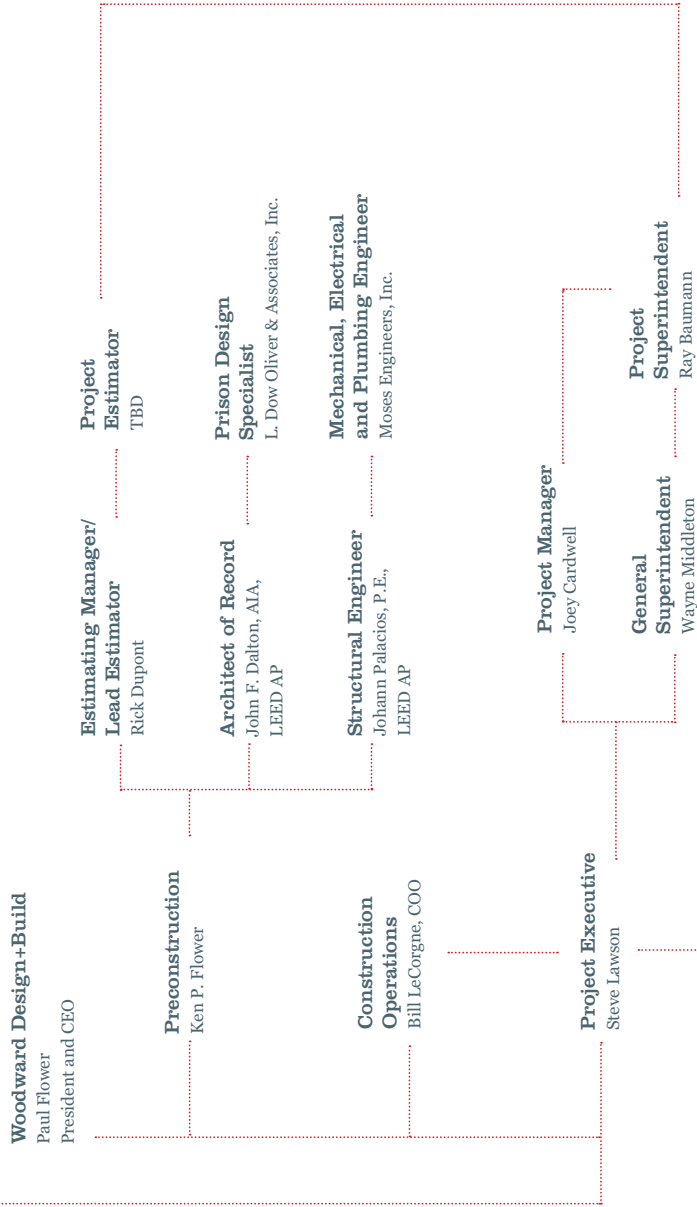 Woodward Design+Build
Paul Flower
President and CEO
Preconstruction
Ken P. Flower
Construction
Operations
Bill LeCorgne, COO
Project Executive
Steve Lawson
Estimating Manager/
Lead Estimator
Rick Dupont
Architect of Record
John F. Dalton, AIA,
LEED AP
Structural Engineer
Johann Palacios, P.E.,
LEED AP
Project
Estimator
TBD
Prison Design
Specialist
L. Dow Oliver & Associates, Inc.
Mechanical, Electrical
and Plumbing Engineer
Moses Engineers, Inc.
Project Manager
Joey Cardwell
General
Superintendent
Wayne Middleton
Project
Superintendent
Ray Baumann